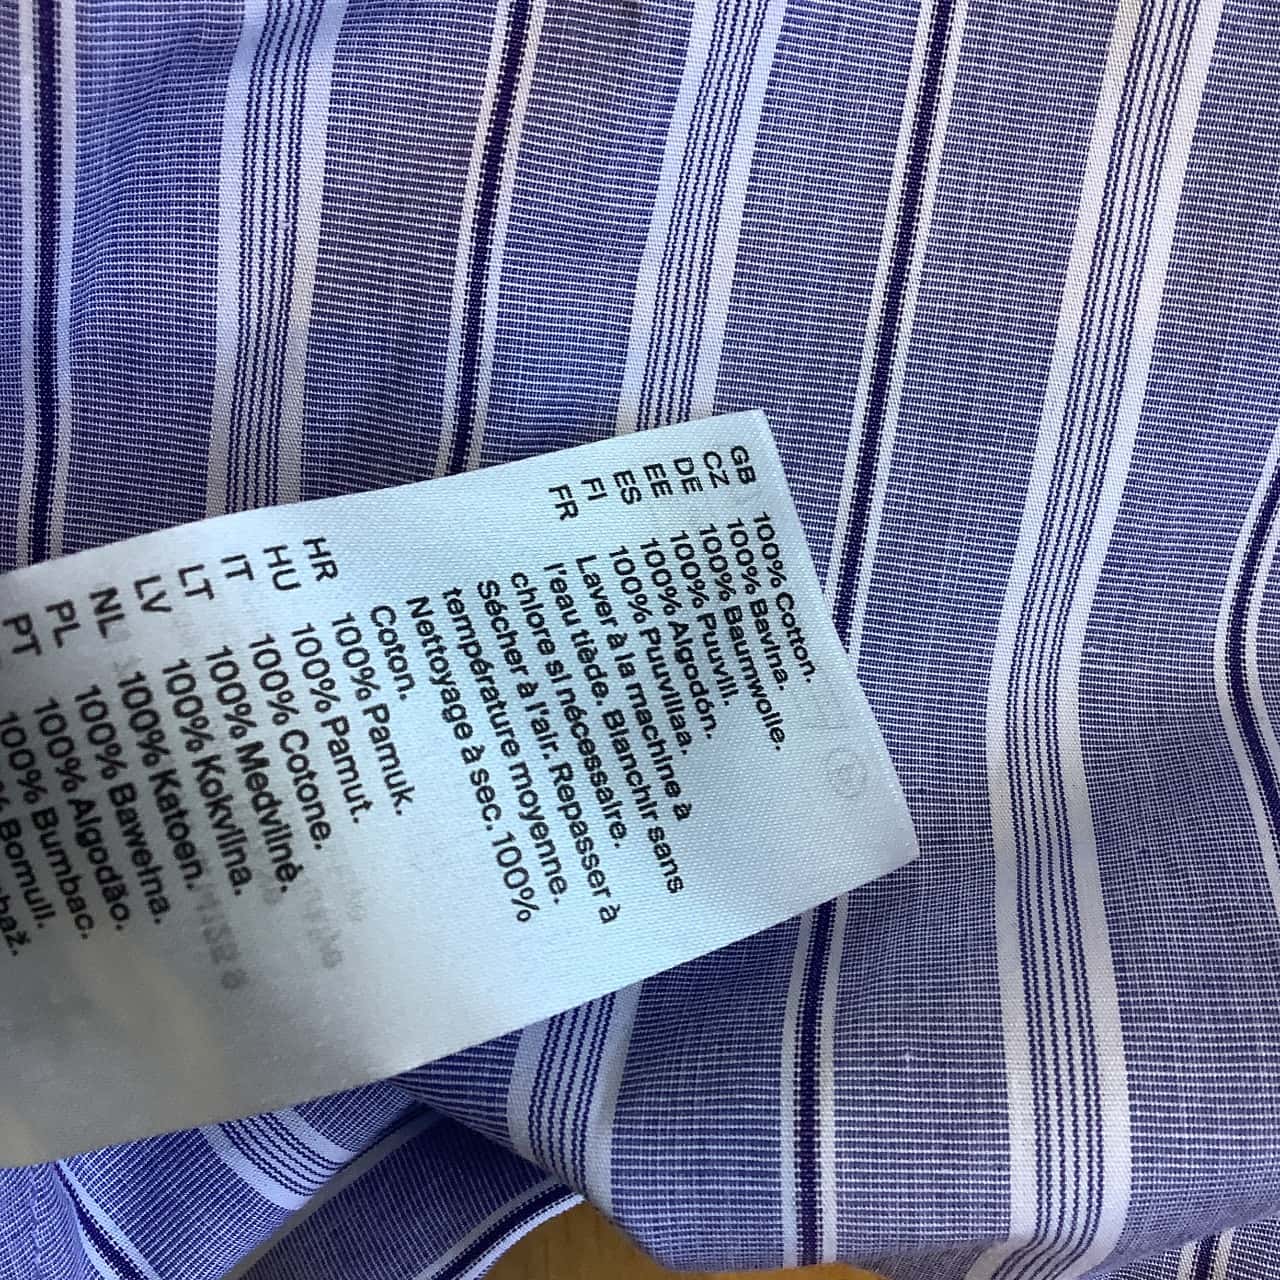 GB 100% Cotton.
CZ 100% Bavlna.
DE 100% Baumwolle.
EE 100% Puuvill.
ES 100% Algodón.
FI 100% Puuvillaa.
FR Laver à la machine à
l'eau tiède. Blanchir sans
chlore si nécessaire.
Sécher à l'air. Repasser à
température moyenne.
Nettoyage à sec. 100%
Coton.
HR 100% Pamuk.
HU 100% Pamut.
IT 100% Cotone.
LT 100% Medvilnė.
LV 100% Kokvilna.
NL 100% Katoen.
PL 100% Bawełna.
PT 100% Algodão.
100% Bumbac.
Bomull.